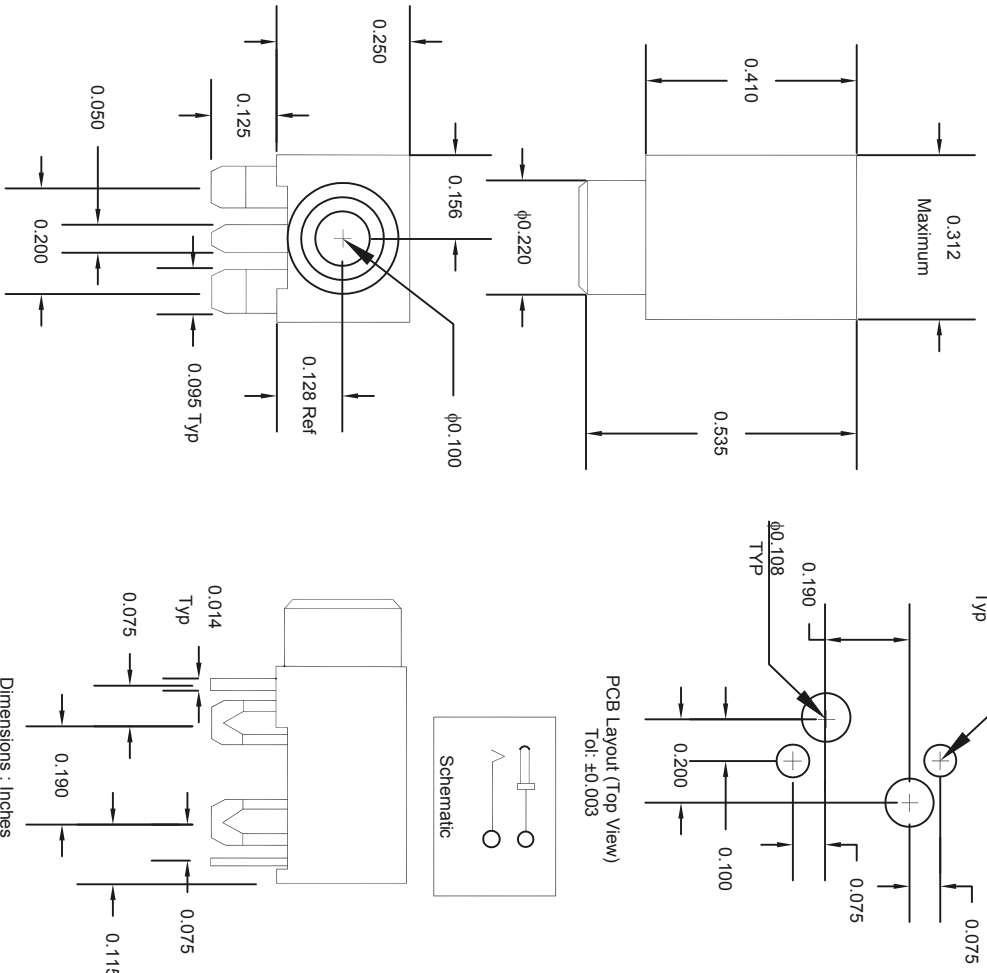 0.250
0.125
0.050
0.200
0.156
ϕ0.220
0.095 Typ
0.128 Ref
ϕ0.100
0.410
0.312
Maximum
0.535
Typ
ϕ0.108
TYP
0.190
0.200
0.100
0.075
0.075
PCB Layout (Top View)
Tol: ±0.003
Schematic
0.014
Typ
0.075
0.190
0.075
0.115
Dimensions : Inches